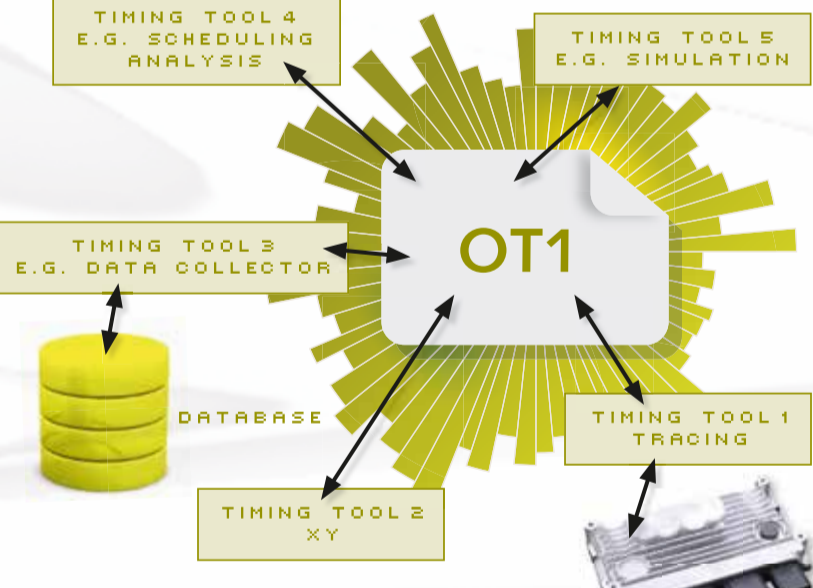 TIMING TOOL 4
E.G. SCHEDULING
ANALYSIS
TIMING TOOL 5
E.G. SIMULATION
OT1
TIMING TOOL 3
E.G. DATA COLLECTOR
DATABASE
TIMING TOOL 1
TRACING
TIMING TOOL 2
XY